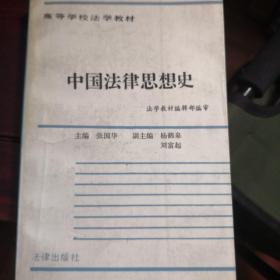 高等学校法学教材
中国法律思想史
法学教材编辑部编审
主编 张国华 副主编 杨鹤皋
刘富起
法律出版社